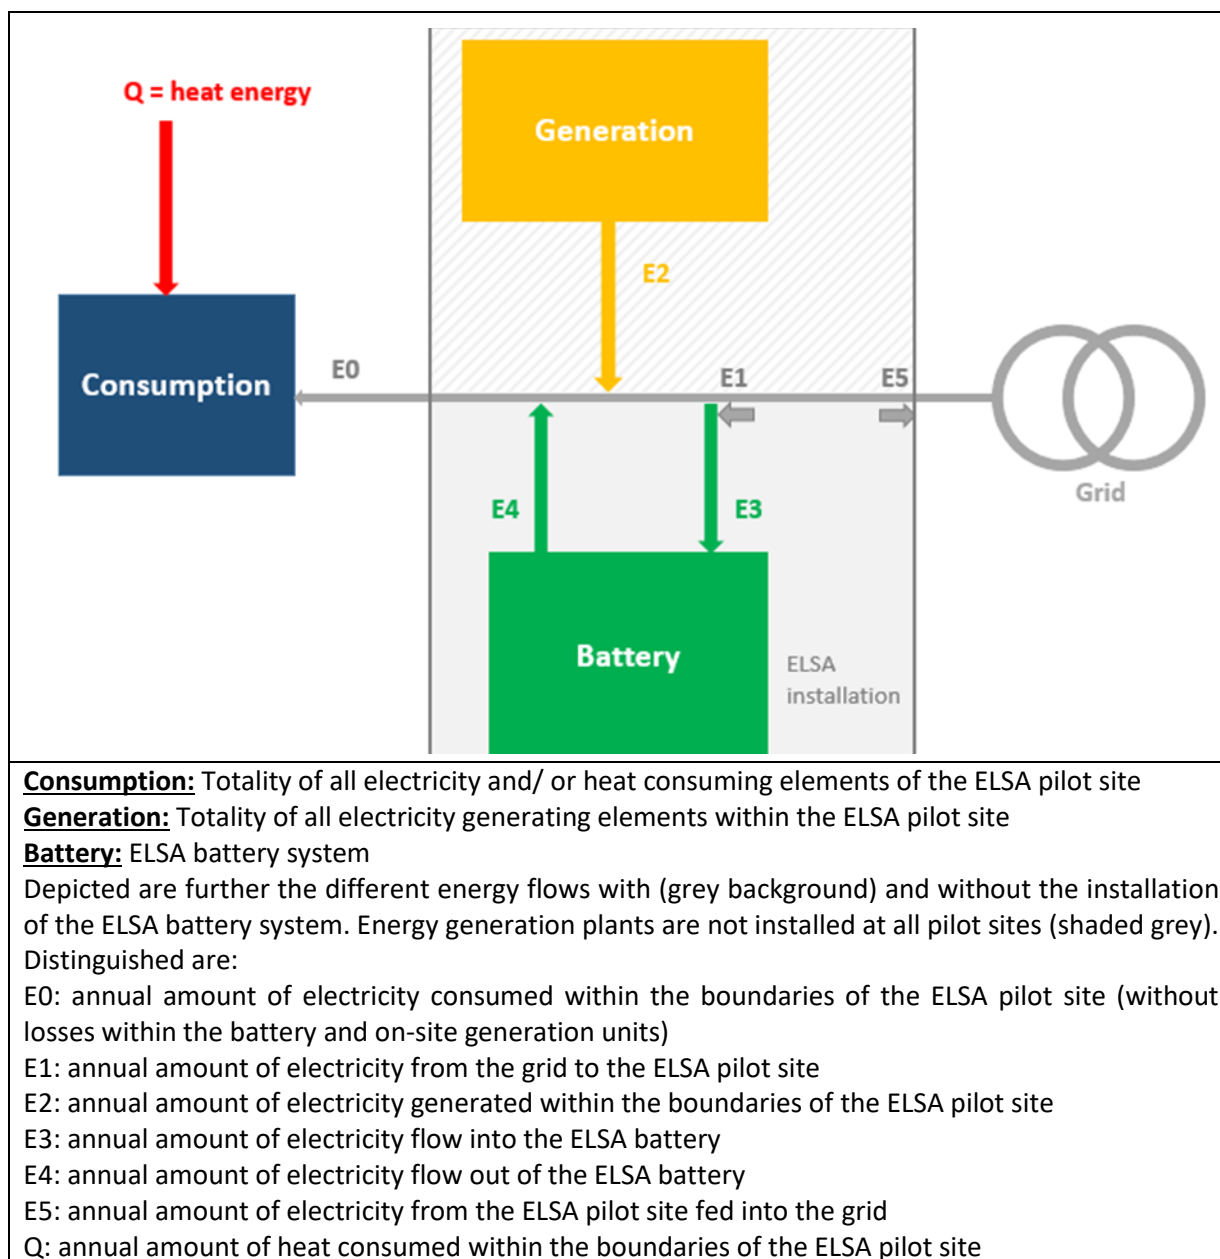 Q = heat energy
Generation
E2
E0
E1
E5
Consumption
Grid
E4
E3
Battery
ELSA
installation
Consumption: Totality of all electricity and/ or heat consuming elements of the ELSA pilot site
Generation: Totality of all electricity generating elements within the ELSA pilot site
Battery: ELSA battery system
Depicted are further the different energy flows with (grey background) and without the installation
of the ELSA battery system. Energy generation plants are not installed at all pilot sites (shaded grey).
Distinguished are:
E0: annual amount of electricity consumed within the boundaries of the ELSA pilot site (without
losses within the battery and on-site generation units)
E1: annual amount of electricity from the grid to the ELSA pilot site
E2: annual amount of electricity generated within the boundaries of the ELSA pilot site
E3: annual amount of electricity flow into the ELSA battery
E4: annual amount of electricity flow out of the ELSA battery
E5: annual amount of electricity from the ELSA pilot site fed into the grid
Q: annual amount of heat consumed within the boundaries of the ELSA pilot site